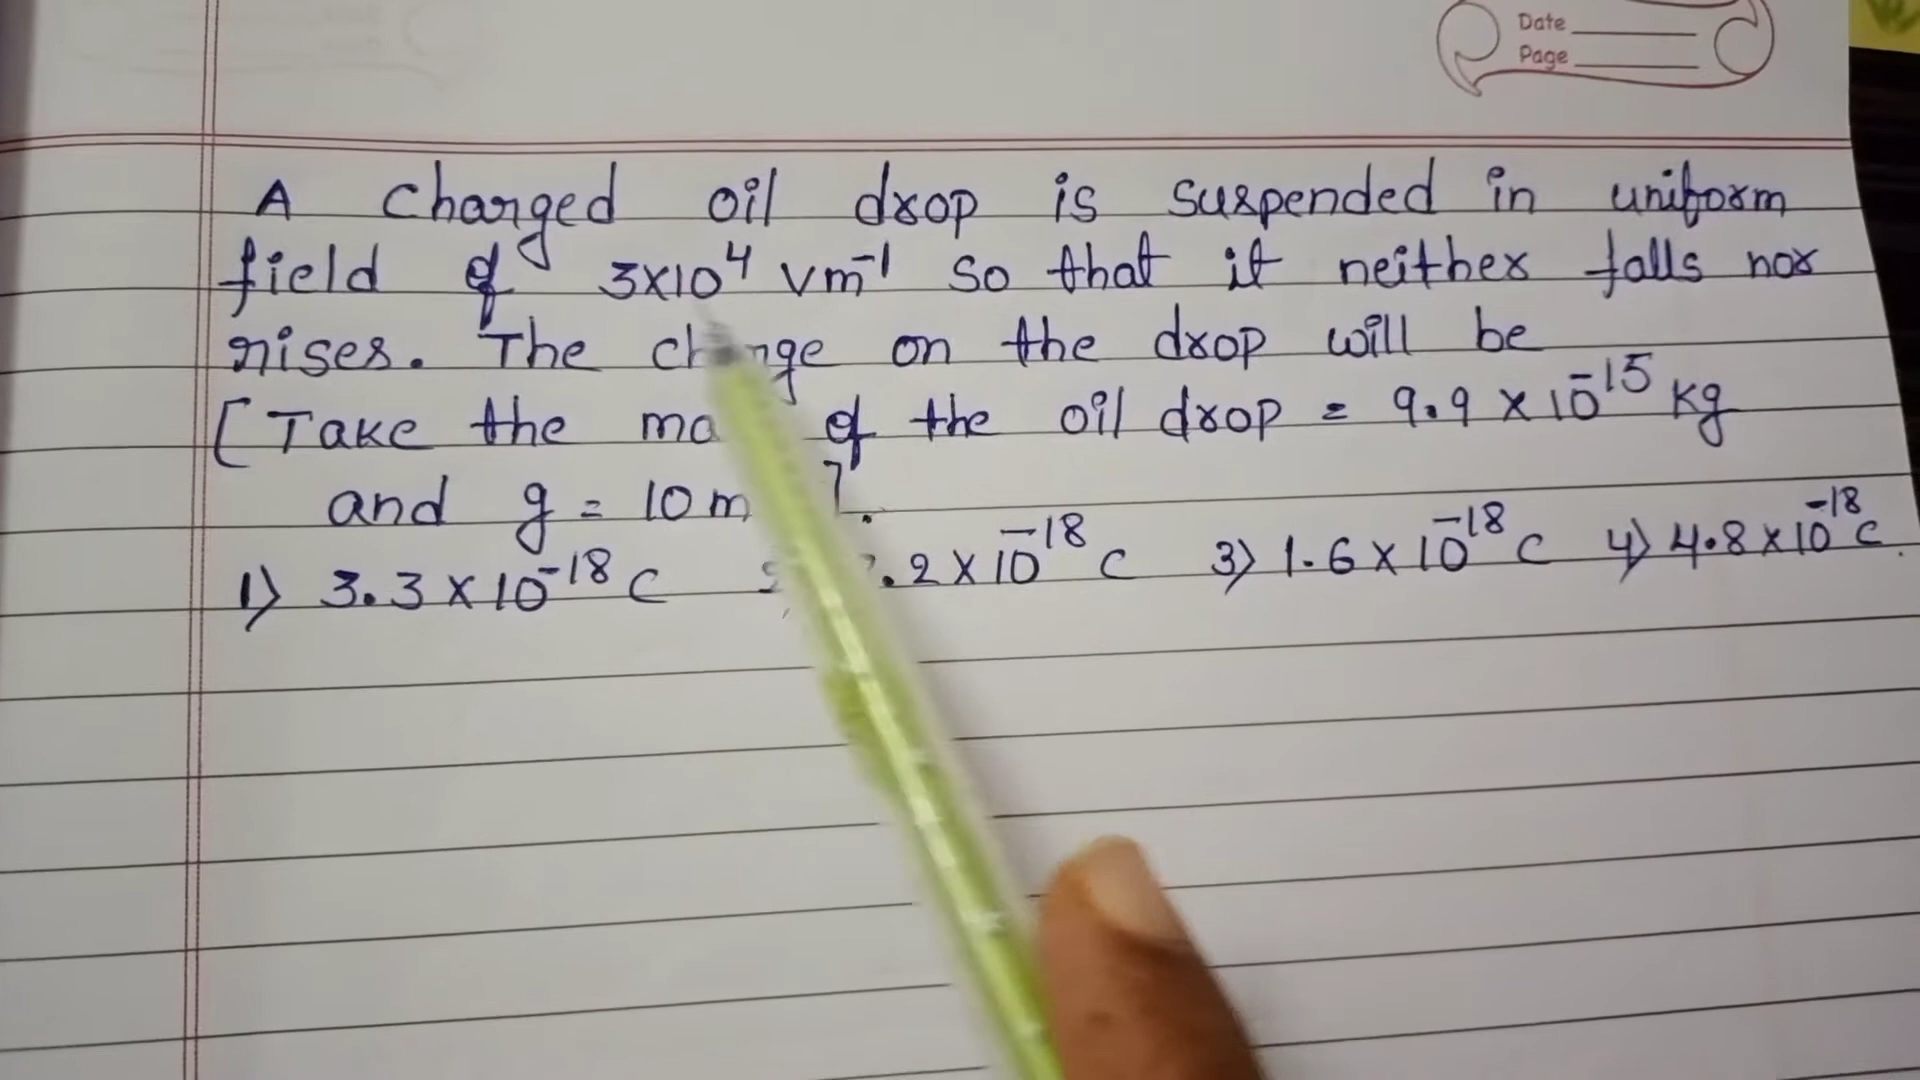 Date
Page
A charged oil drop is suspended in uniform
field of 3x10⁴ Vm⁻¹ so that it neither falls nor
rises. The charge on the drop will be
[Take the of the oil drop = 9.9 x 10⁻¹⁵ kg
and g = 10 m ].
1) 3.3 x 10⁻¹⁸ C .2 x 10⁻¹⁸ C 3) 1.6 x 10⁻¹⁸ C 4) 4.8 x 10⁻¹⁸ C.